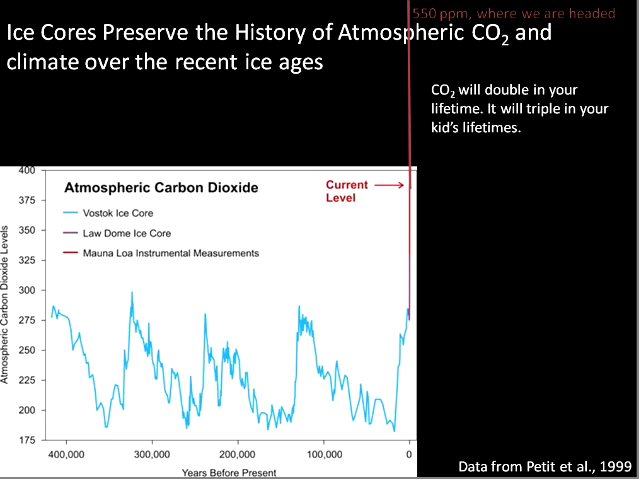 550 ppm, where we are headed
Ice Cores Preserve the History of Atmospheric CO₂ and
climate over the recent ice ages
CO₂ will double in your
lifetime. It will triple in your
kid's lifetimes.
400
375
350
325
300
275
250
225
200
175
Atmospheric Carbon Dioxide Levels
Atmospheric Carbon Dioxide
Vostok Ice Core
Law Dome Ice Core
Mauna Loa Instrumental Measurements
Current
Level
400,000
300,000
200,000
100,000
0
Years Before Present
Data from Petit et al., 1999